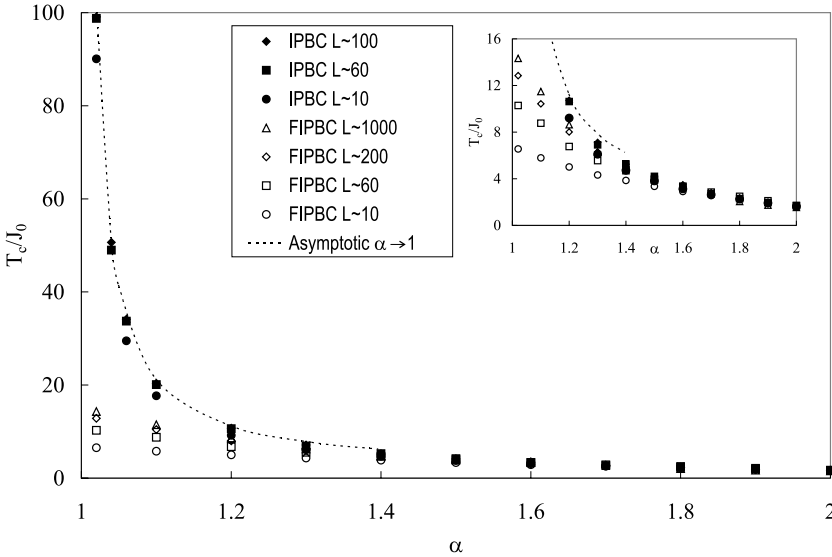 100
80
60
40
20
0
T_c/J_0
1
1.2
1.4
1.6
1.8
2
α
IPBC L~100
IPBC L~60
IPBC L~10
FIPBC L~1000
FIPBC L~200
FIPBC L~60
FIPBC L~10
Asymptotic α→1
16
12
8
4
0
T_c/J_0
1
1.2
1.4
α
1.6
1.8
2